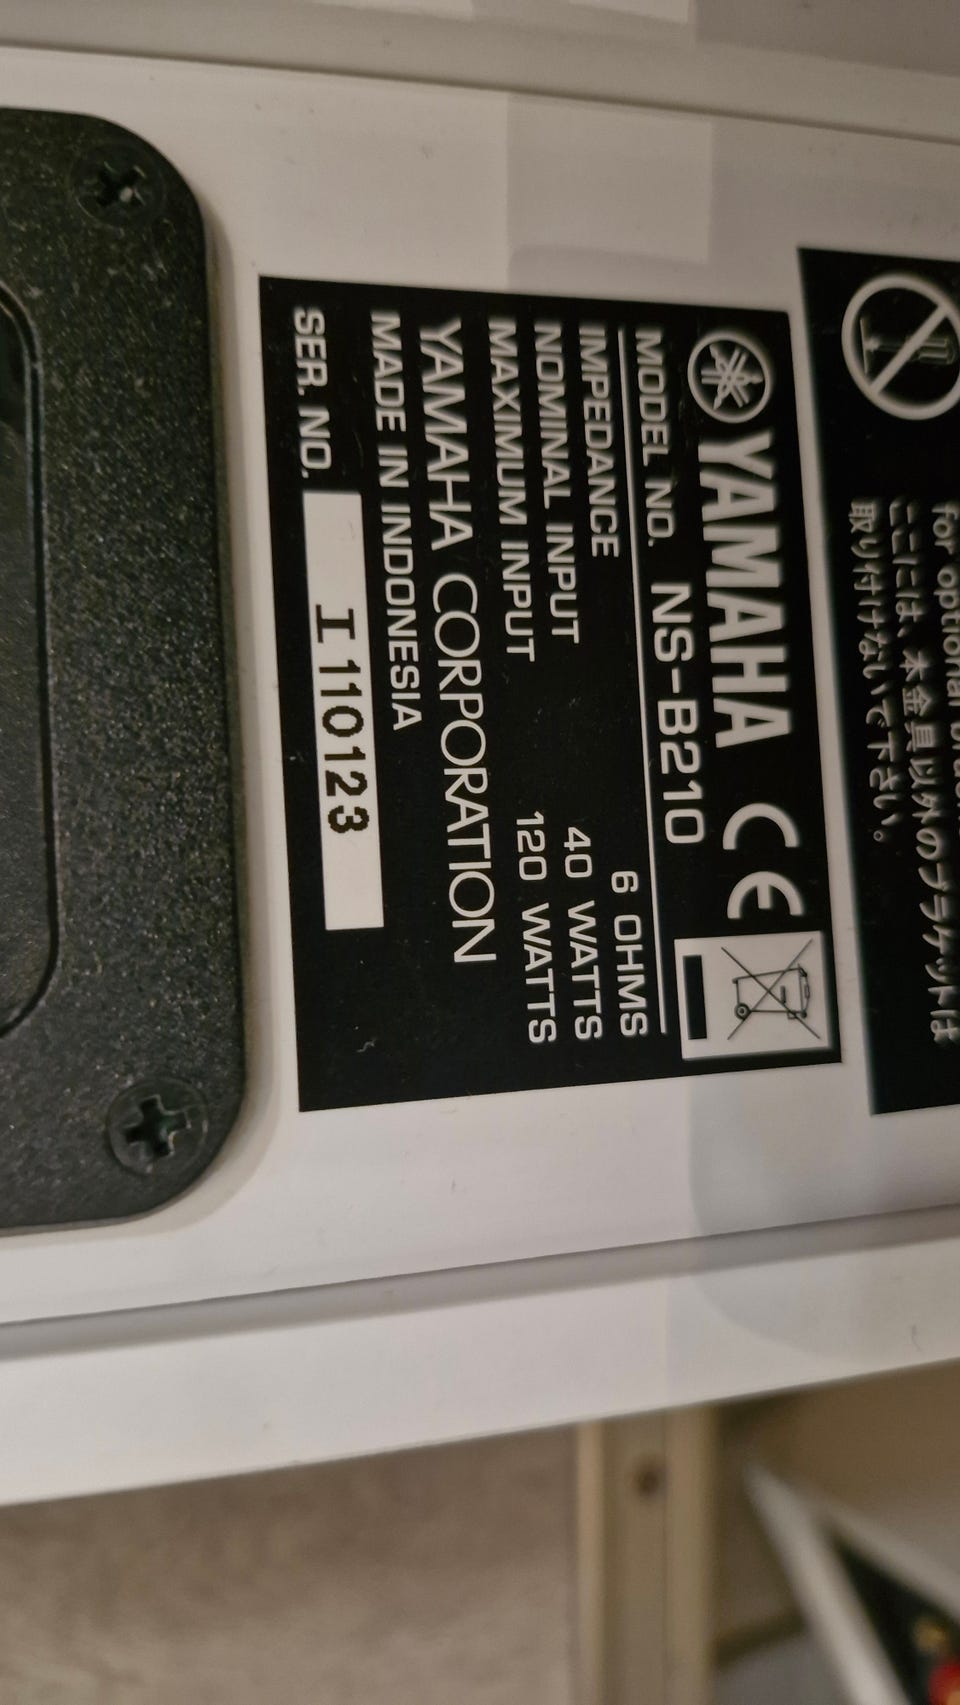 for optional
ここには、本金具以外のブラケットは
取り付けないで下さい。
YAMAHA CE
MODEL NO. NS-B210
IMPEDANCE 6 OHMS
NOMINAL INPUT 40 WATTS
MAXIMUM INPUT 120 WATTS
YAMAHA CORPORATION
MADE IN INDONESIA
SER. NO. I110123